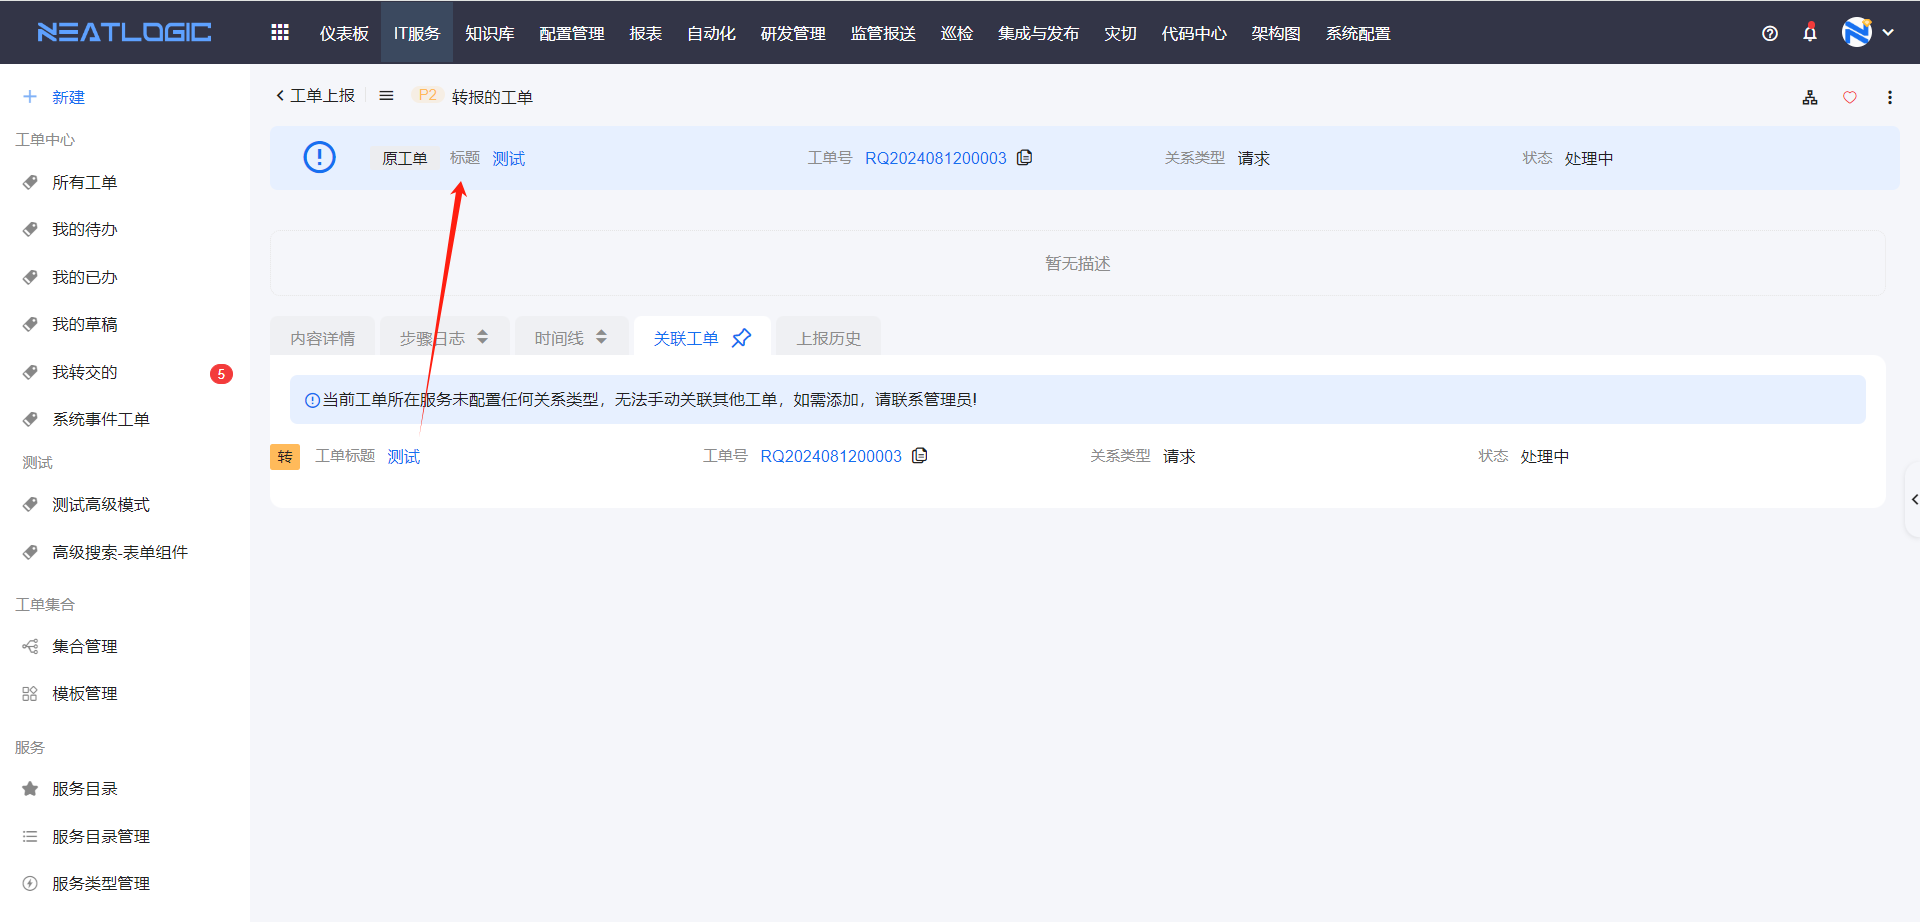 NEATLOGIC
仪表板 IT服务 知识库 配置管理 报表 自动化 研发管理 监管报送 巡检 集成与发布 灾切 代码中心 架构图 系统配置
新建
工单中心
所有工单
我的待办
我的已办
我的草稿
我转交的 5
系统事件工单
测试
测试高级模式
高级搜索-表单组件
工单集合
集合管理
模板管理
服务
服务目录
服务目录管理
服务类型管理
工单上报 P2 转报的工单
原工单 标题 测试 工单号 RQ2024081200003 关系类型 请求 状态 处理中
暂无描述
内容详情 步骤日志 时间线 关联工单 上报历史
当前工单所在服务未配置任何关系类型，无法手动关联其他工单，如需添加，请联系管理员!
转 工单标题 测试 工单号 RQ2024081200003 关系类型 请求 状态 处理中